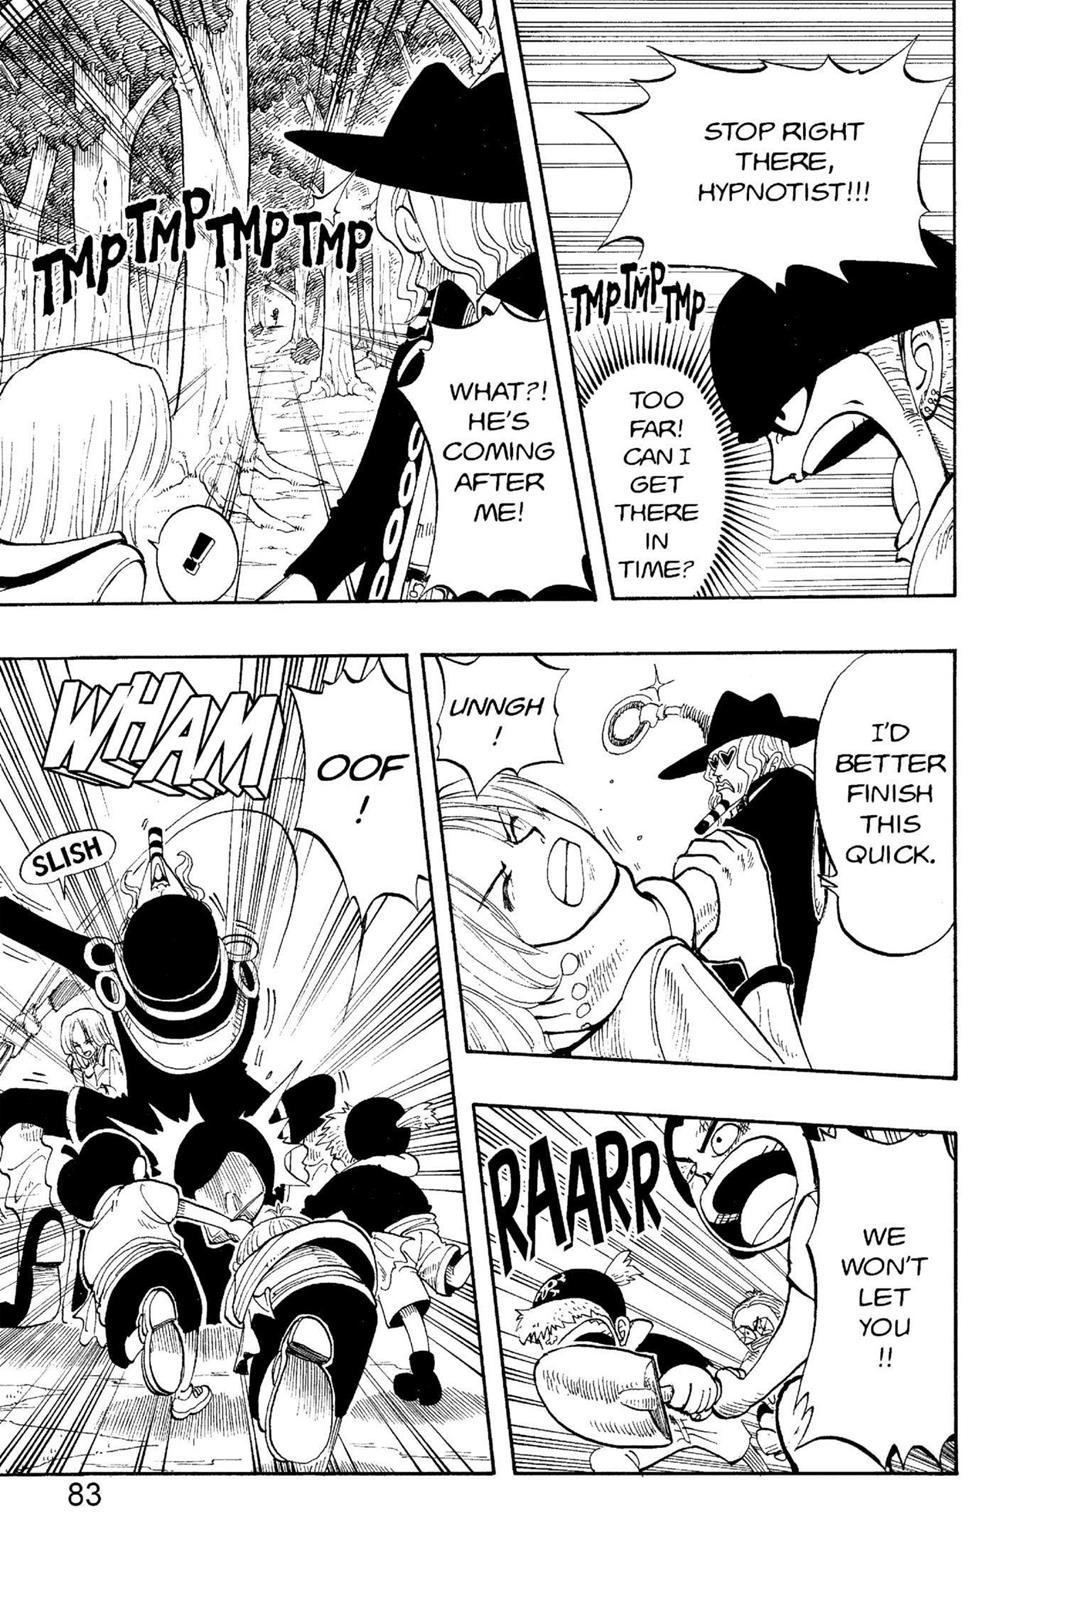 STOP RIGHT
THERE,
HYPNOTIST!!!
TMP TMP TMP
TOO
FAR!
CAN I
GET
THERE
IN
TIME?
TMP TMP TMP TMP
WHAT?!
HE'S
COMING
AFTER
ME!
!
I'D
BETTER
FINISH
THIS
QUICK.
UNNGH
!
WE
WON'T
LET
YOU
!!
RAARR
OOF
!
WHAM
SLISH
83